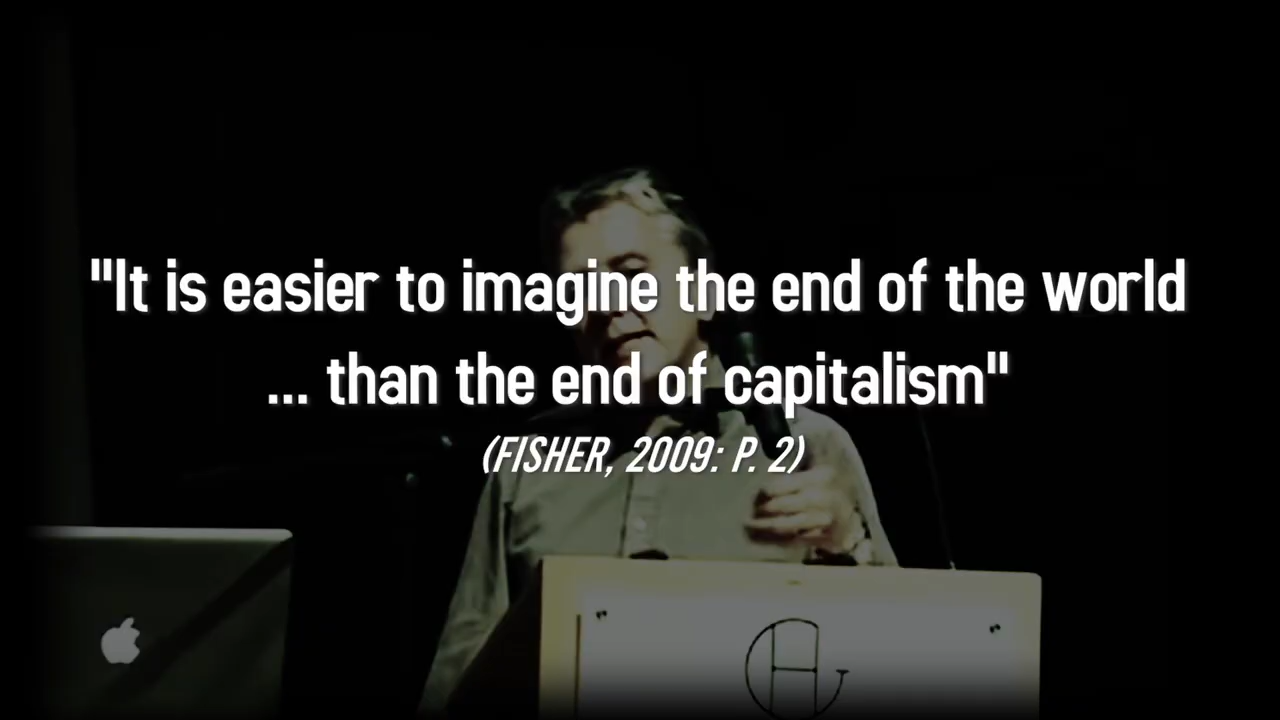 "It is easier to imagine the end of the world
... than the end of capitalism"
(FISHER, 2009: P. 2)